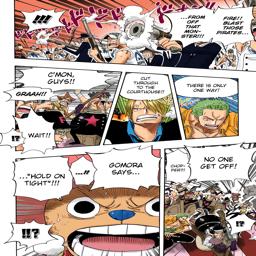 FIRE!!
BLAST
THOSE
PIRATES...
...FROM
OFF
THAT
MON-
STER!!!
!!!
THERE IS ONLY
ONE WAY!
CUT
THROUGH
TO THE
COURTHOUSE!!
C'MON,
GUYS!!
GRAAH!!
!?
WAIT!!
NO ONE
GET OFF!
CHOP-
PER!?
!?
GOMORA
SAYS...
..."HOLD ON
TIGHT"!!!
!!?